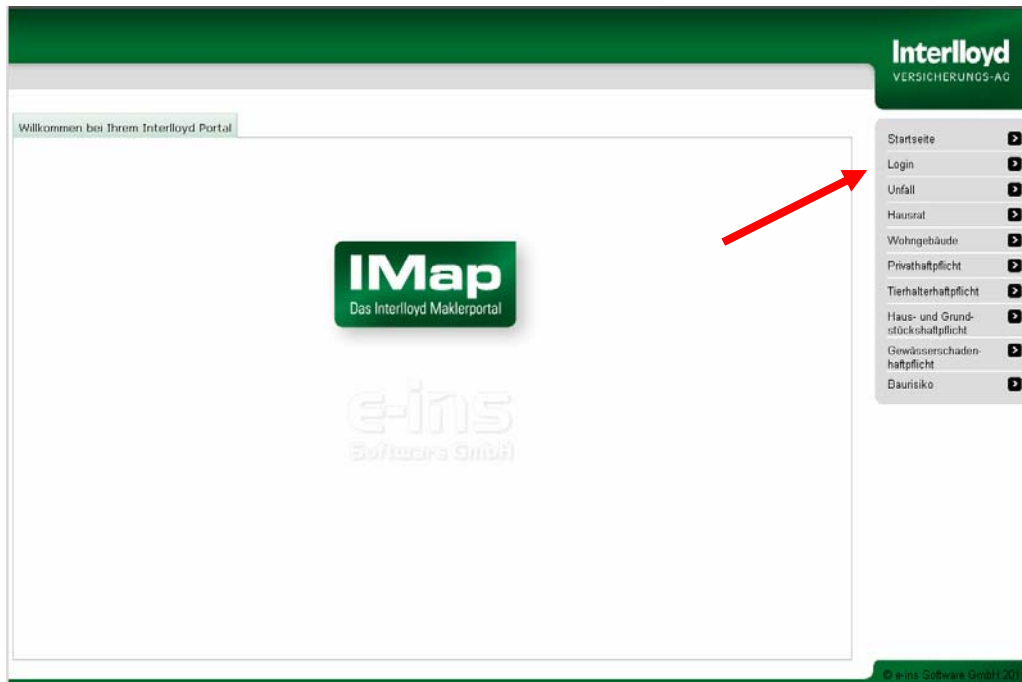 Interlloyd
VERSICHERUNGS-AG
Willkommen bei Ihrem Interlloyd Portal
Startseite
Login
Unfall
Hausrat
Wohngebäude
Privathaftpflicht
Tierhalterhaftpflicht
Haus- und Grund-
stückshaftpflicht
Gewässerschaden-
haftpflicht
Baurisiko
IMap
Das Interlloyd Maklerportal
e-ins
Software GmbH
© e-ins Software GmbH 201